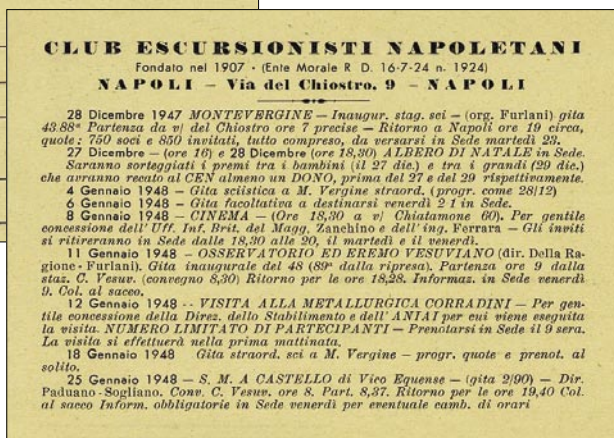 CLUB ESCURSIONISTI NAPOLETANI
Fondato nel 1907 - (Ente Morale R D. 16-7-24 n. 1924)
NAPOLI – Via del Chiostro, 9 – NAPOLI
28 Dicembre 1947 MONTEVERGINE – Inaugur. stag. sci – (org. Furlani) gita
43.88ª Partenza da v/ del Chiostro ore 7 precise – Ritorno a Napoli ore 19 circa,
quote: 750 soci e 850 invitati, tutto compreso, da versarsi in Sede martedì 23.
27 Dicembre – (ore 16) e 28 Dicembre (ore 18,30) ALBERO DI NATALE in Sede.
Saranno sorteggiati i premi tra i bambini (il 27 dic.) e tra i grandi (29 dic.)
che avranno recato al CEN almeno un DONO, prima del 27 e del 29 rispettivamente.
4 Gennaio 1948 – Gita sciistica a M. Vergine straord. (progr. come 28/12)
6 Gennaio 1948 – Gita facoltativa a destinarsi venerdì 2 1 in Sede.
8 Gennaio 1948 – CINEMA – (Ore 18,30 a v/ Chiatamone 60). Per gentile
concessione dell' Uff. Inf. Brit. del Magg. Zanchino e dell'ing. Ferrara – Gli inviti
si ritireranno in Sede dalle 18,30 alle 20, il martedì e il venerdì.
11 Gennaio 1948 – OSSERVATORIO ED EREMO VESUVIANO (dir. Della Ra-
gione - Furlani). Gita inaugurale del 48 (89ª dalla ripresa). Partenza ore 9 dalla
staz. C. Vesuv. (convegno 8,30) Ritorno per le ore 18,28. Informaz. in Sede venerdì
9. Col. al sacco.
12 Gennaio 1948 -- VISITA ALLA METALLURGICA CORRADINI – Per gen-
tile concessione della Direz. dello Stabilimento e dell' ANIAI per cui viene eseguita
la visita. NUMERO LIMITATO DI PARTECIPANTI – Prenotarsi in Sede il 9 sera.
La visita si effettuerà nella prima mattinata.
18 Gennaio 1948 Gita straord. sci a M. Vergine – progr. quote e prenot. al
solito.
25 Gennaio 1948 – S. M. A CASTELLO di Vico Equense – (gita 2/90) – Dir.
Paduano - Sogliano. Conv. C. Vesuv. ore 8. Part. 8,37. Ritorno per le ore 19,40 Col.
al sacco Inform. obbligatorie in Sede venerdì per eventuale camb. di orari